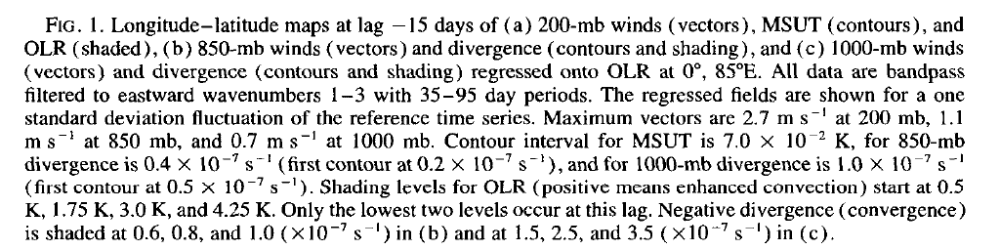 FIG. 1. Longitude–latitude maps at lag −15 days of (a) 200-mb winds (vectors), MSUT (contours), and
OLR (shaded), (b) 850-mb winds (vectors) and divergence (contours and shading), and (c) 1000-mb winds
(vectors) and divergence (contours and shading) regressed onto OLR at 0°, 85°E. All data are bandpass
filtered to eastward wavenumbers 1–3 with 35–95 day periods. The regressed fields are shown for a one
standard deviation fluctuation of the reference time series. Maximum vectors are 2.7 m s⁻¹ at 200 mb, 1.1
m s⁻¹ at 850 mb, and 0.7 m s⁻¹ at 1000 mb. Contour interval for MSUT is 7.0 × 10⁻² K, for 850-mb
divergence is 0.4 × 10⁻⁷ s⁻¹ (first contour at 0.2 × 10⁻⁷ s⁻¹), and for 1000-mb divergence is 1.0 × 10⁻⁷ s⁻¹
(first contour at 0.5 × 10⁻⁷ s⁻¹). Shading levels for OLR (positive means enhanced convection) start at 0.5
K, 1.75 K, 3.0 K, and 4.25 K. Only the lowest two levels occur at this lag. Negative divergence (convergence)
is shaded at 0.6, 0.8, and 1.0 (×10⁻⁷ s⁻¹) in (b) and at 1.5, 2.5, and 3.5 (×10⁻⁷ s⁻¹) in (c).